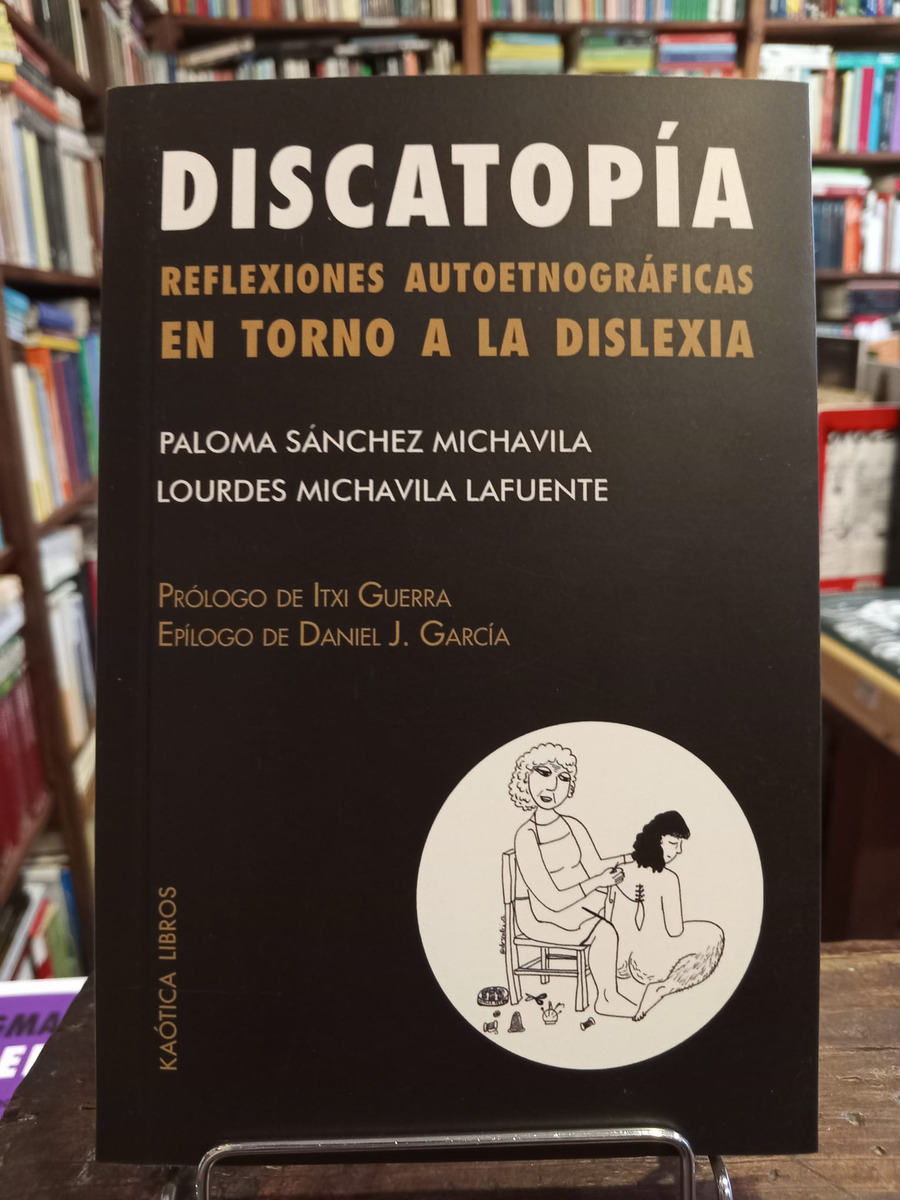 DISCATOPÍA
REFLEXIONES AUTOETNOGRÁFICAS
EN TORNO A LA DISLEXIA
PALOMA SÁNCHEZ MICHAVILA
LOURDES MICHAVILA LAFUENTE
PRÓLOGO DE ITXI GUERRA
EPÍLOGO DE DANIEL J. GARCÍA
KAÓTICA LIBROS